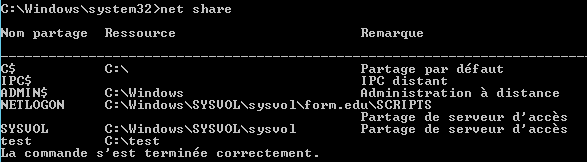 C:\Windows\system32>net share
Nom partage Ressource Remarque
-------------------------------------------------------------------------------
C$ C:\ Partage par défaut
IPC$ IPC distant
ADMIN$ C:\Windows Administration à distance
NETLOGON C:\Windows\SYSVOL\sysvol\form.edu\SCRIPTS
Partage de serveur d'accès
SYSVOL C:\Windows\SYSVOL\sysvol Partage de serveur d'accès
test C:\test
La commande s'est terminée correctement.